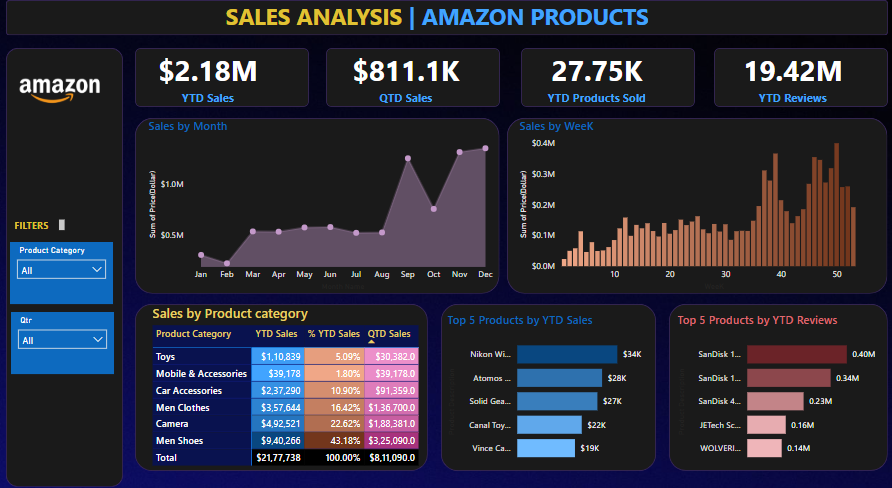 SALES ANALYSIS | AMAZON PRODUCTS
amazon
$2.18M
YTD Sales
$811.1K
QTD Sales
27.75K
YTD Products Sold
19.42M
YTD Reviews
FILTERS
Product Category
All
Qtr
All
Sales by Month
Sum of Price(Dollar)
$1.0M
$0.5M
Jan Feb Mar Apr May Jun Jul Aug Sep Oct Nov Dec
Sales by WeeK
Sum of Price(Dollar)
$0.4M
$0.3M
$0.2M
$0.1M
$0.0M
10 20 30 40 50
Sales by Product category
Product Category YTD Sales % YTD Sales QTD Sales
Toys $1,10,839 5.09% $30,382.0
Mobile & Accessories $39,178 1.80% $39,178.0
Car Accessories $2,37,290 10.90% $91,359.0
Men Clothes $3,57,644 16.42% $1,36,700.0
Camera $4,92,521 22.62% $1,88,381.0
Men Shoes $9,40,266 43.18% $3,25,090.0
Total $21,77,738 100.00% $8,11,090.0
Top 5 Products by YTD Sales
Nikon Wi... $34K
Atomos ... $28K
Solid Gea... $27K
Canal Toy... $22K
Vince Ca... $19K
Top 5 Products by YTD Reviews
SanDisk 1... 0.40M
SanDisk 1... 0.34M
SanDisk 4... 0.23M
JETech Sc... 0.16M
WOLVERI... 0.14M